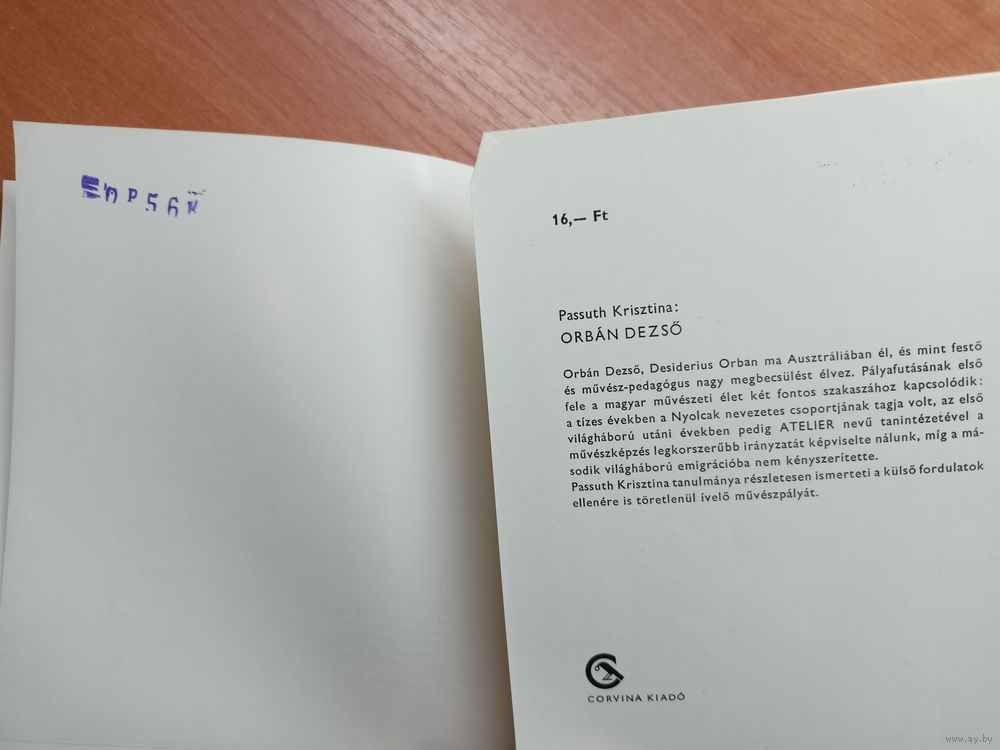 16,— Ft
Passuth Krisztina:
ORBÁN DEZSŐ
Orbán Dezső, Desiderius Orban ma Ausztráliában él, és mint festő
és művész-pedagógus nagy megbecsülést élvez. Pályafutásának első
fele a magyar művészeti élet két fontos szakaszához kapcsolódik:
a tízes években a Nyolcak nevezetes csoportjának tagja volt, az első
világháború utáni években pedig ATELIER nevű tanintézetével a
művészképzés legkorszerűbb irányzatát képviselte nálunk, míg a má-
sodik világháború emigrációba nem kényszerítette.
Passuth Krisztina tanulmánya részletesen ismerteti a külső fordulatok
ellenére is töretlenül ívelő művészpályát.
CORVINA KIADÓ
www.ay.by